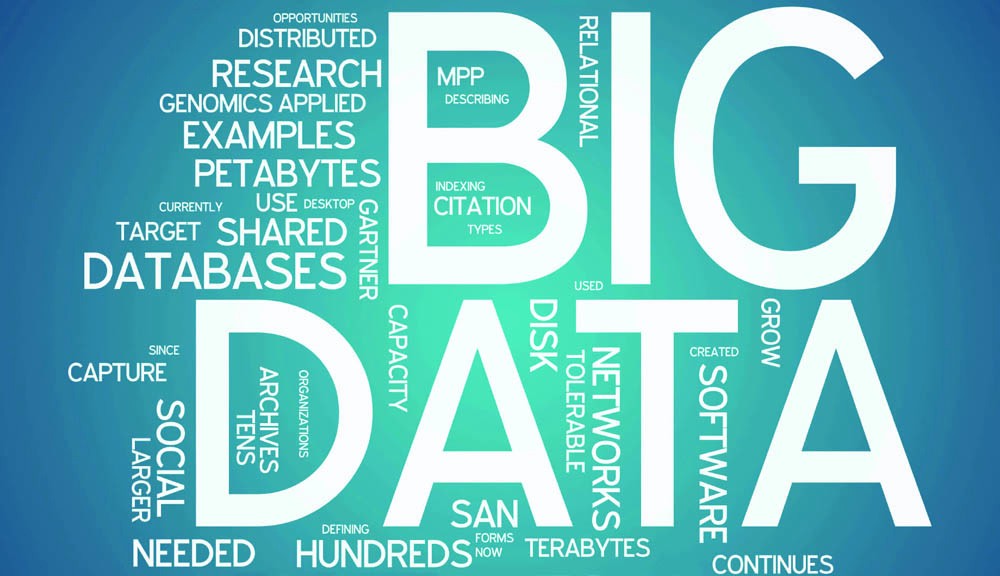 OPPORTUNITIES
DISTRIBUTED
RESEARCH
GENOMICS APPLIED
EXAMPLES
PETABYTES
CURRENTLY
USE
DESKTOP
TARGET
SHARED
DATABASES
GARTNER
BIG
MPP
DESCRIBING
INDEXING
CITATION
TYPES
RELATIONAL
USED
DATA
SINCE
CAPTURE
SOCIAL
LARGER
ARCHIVES
TENS
ORGANIZATIONS
CAPACITY
DISK
TOLERABLE
NETWORKS
CREATED
SOFTWARE
GROW
NEEDED
DEFINING
HUNDREDS
SAN
FORMS
NOW
TERABYTES
CONTINUES